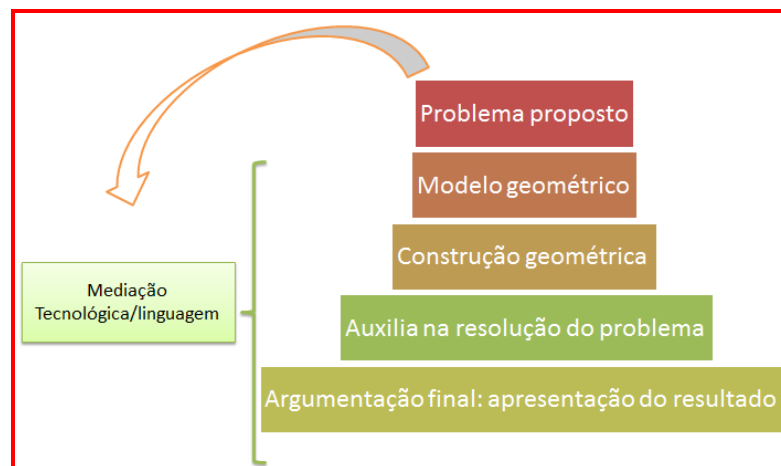 Problema proposto
Modelo geométrico
Construção geométrica
Mediação
Tecnológica/linguagem
Auxilia na resolução do problema
Argumentação final: apresentação do resultado